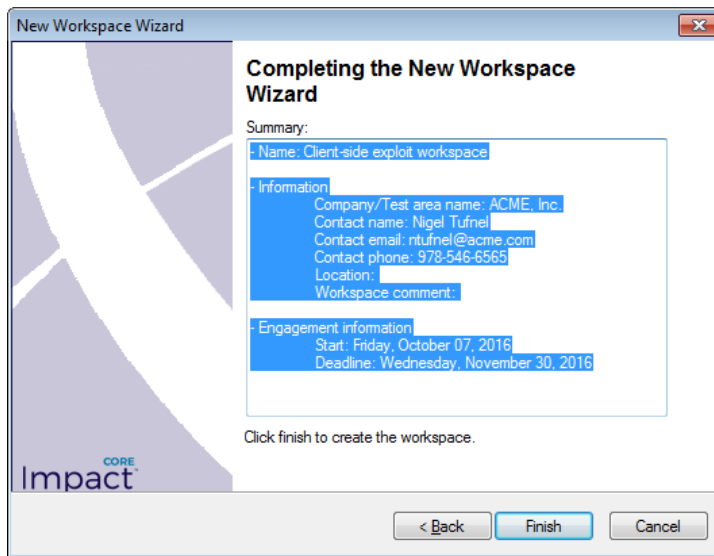 New Workspace Wizard
Completing the New Workspace
Wizard
Summary:
- Name: Client-side exploit workspace
- Information
Company/Test area name: ACME, Inc.
Contact name: Nigel Tufnel
Contact email: ntufnel@acme.com
Contact phone: 978-546-6565
Location:
Workspace comment:
- Engagement information
Start: Friday, October 07, 2016
Deadline: Wednesday, November 30, 2016
Click finish to create the workspace.
CORE
Impact
< Back
Finish
Cancel